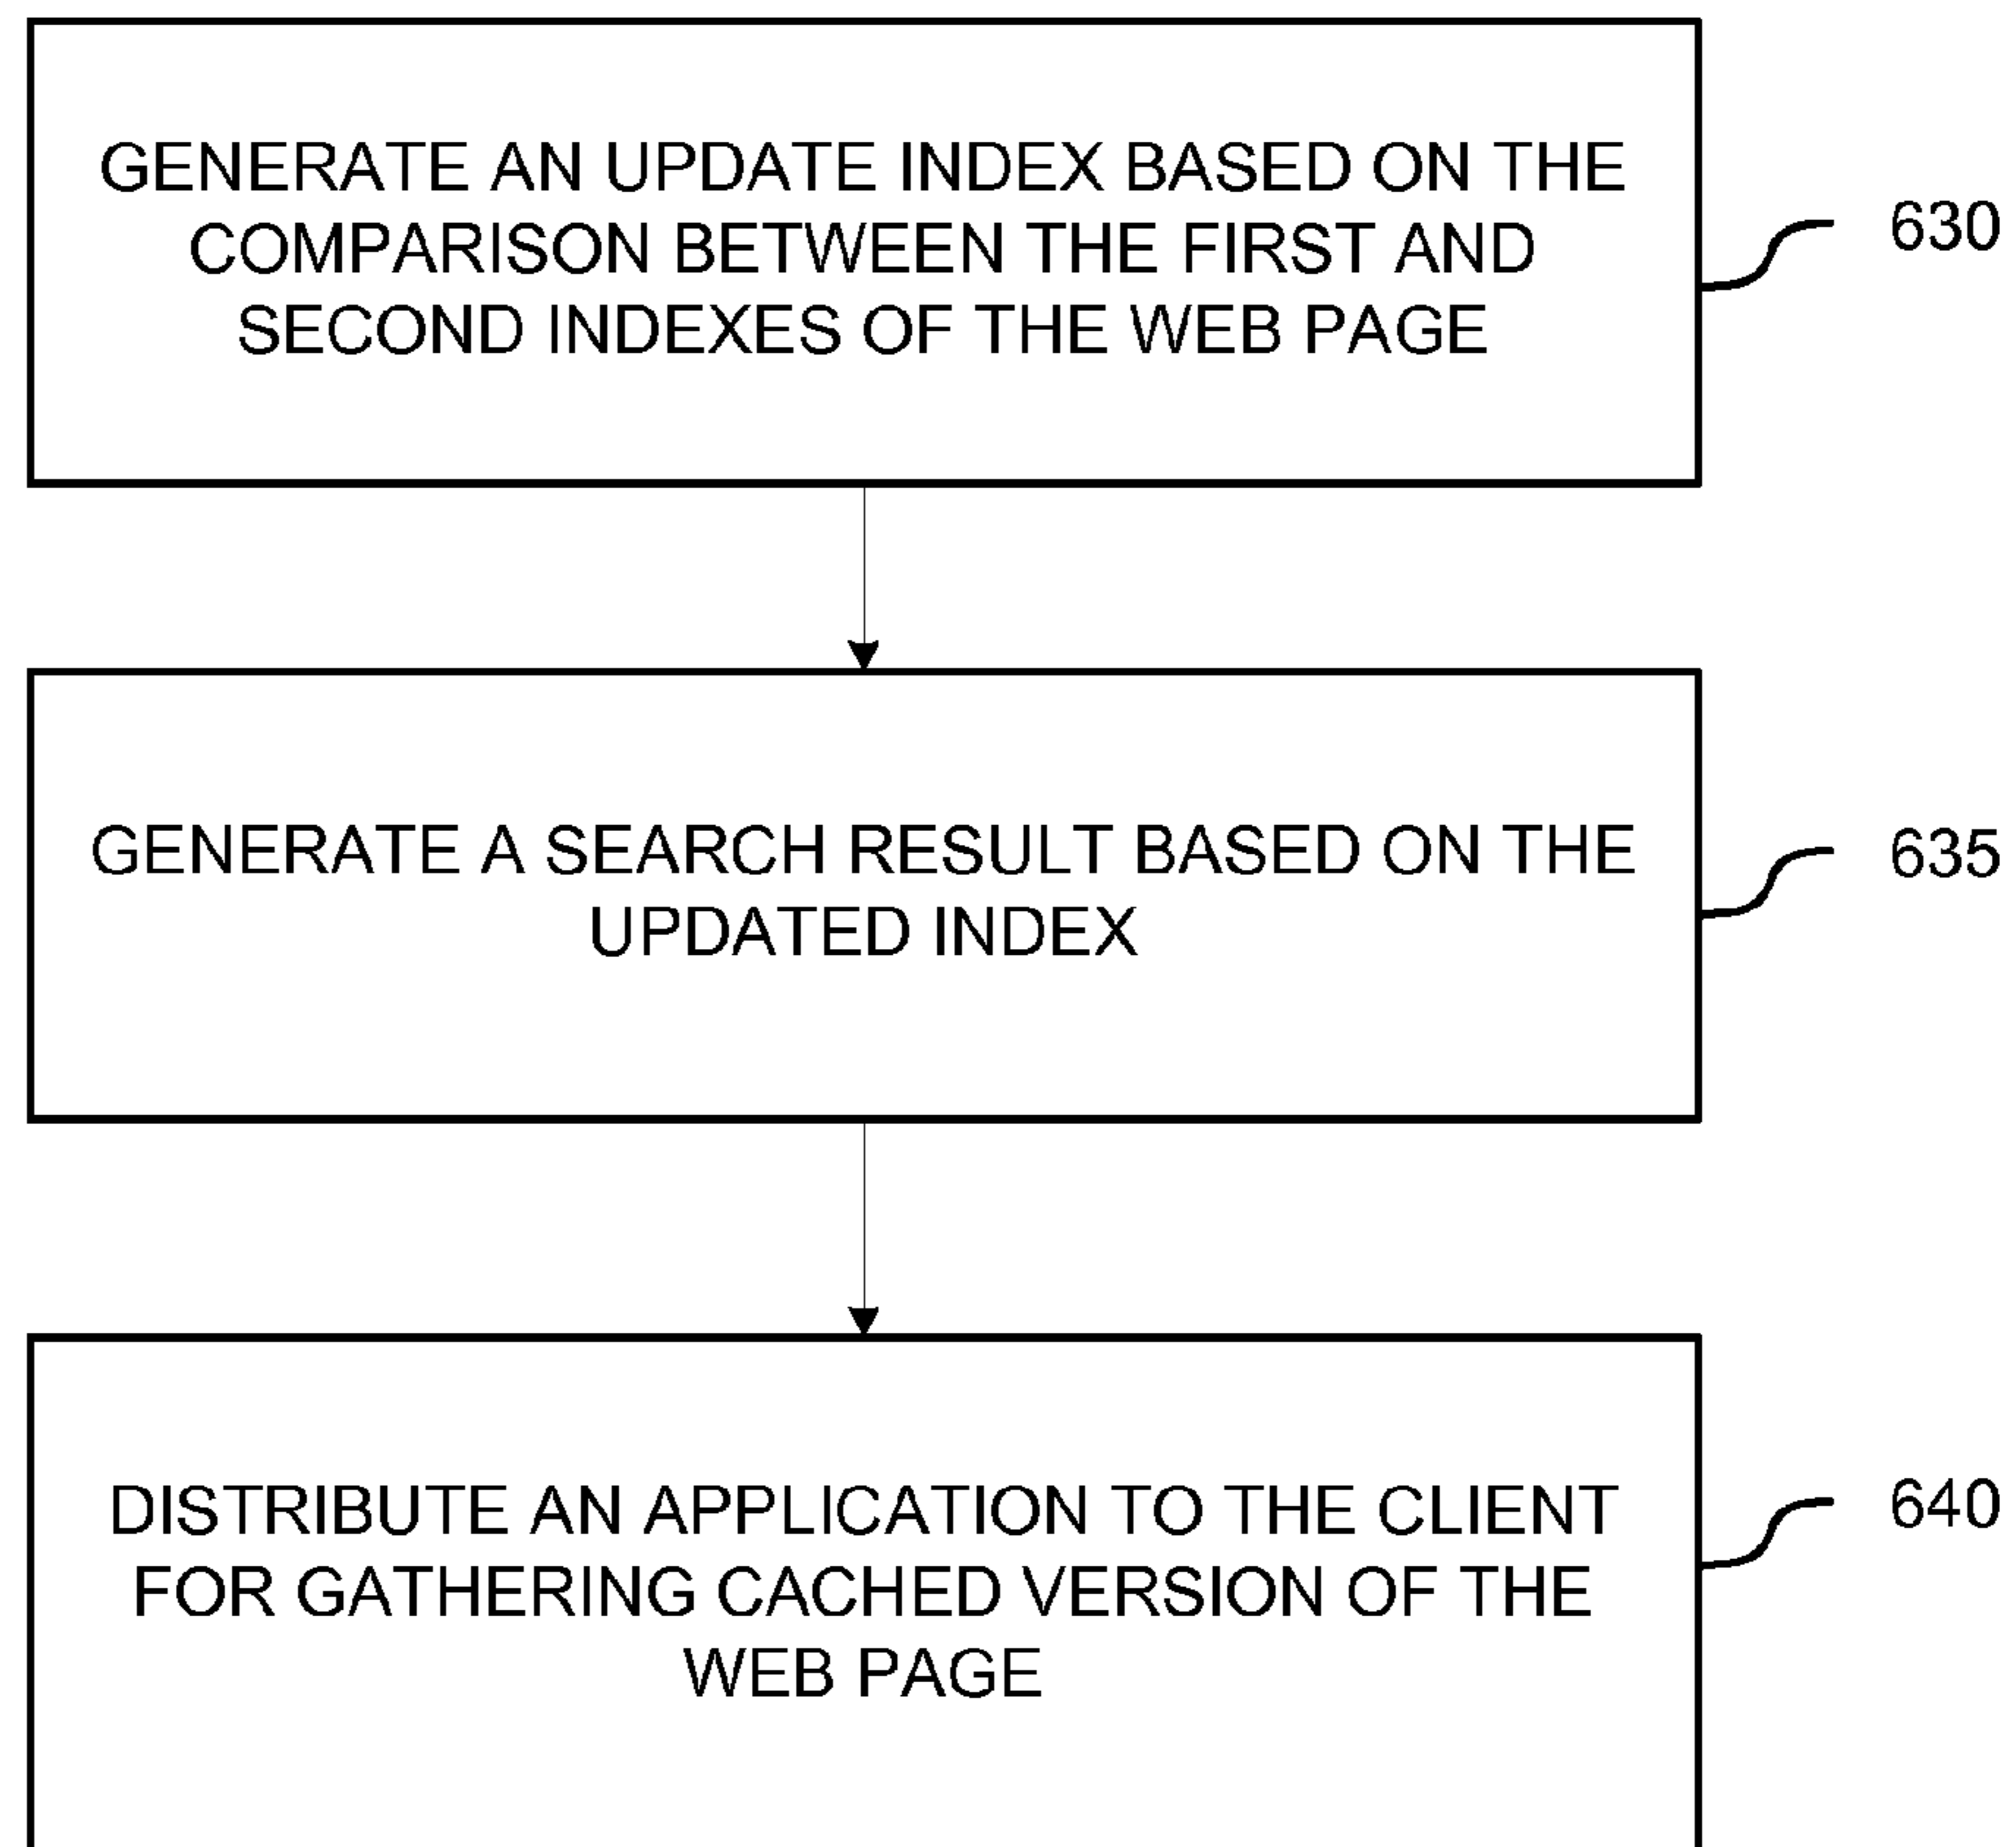 GENERATE AN UPDATE INDEX BASED ON THE
COMPARISON BETWEEN THE FIRST AND
SECOND INDEXES OF THE WEB PAGE
630
GENERATE A SEARCH RESULT BASED ON THE
UPDATED INDEX
635
DISTRIBUTE AN APPLICATION TO THE CLIENT
FOR GATHERING CACHED VERSION OF THE
WEB PAGE
640